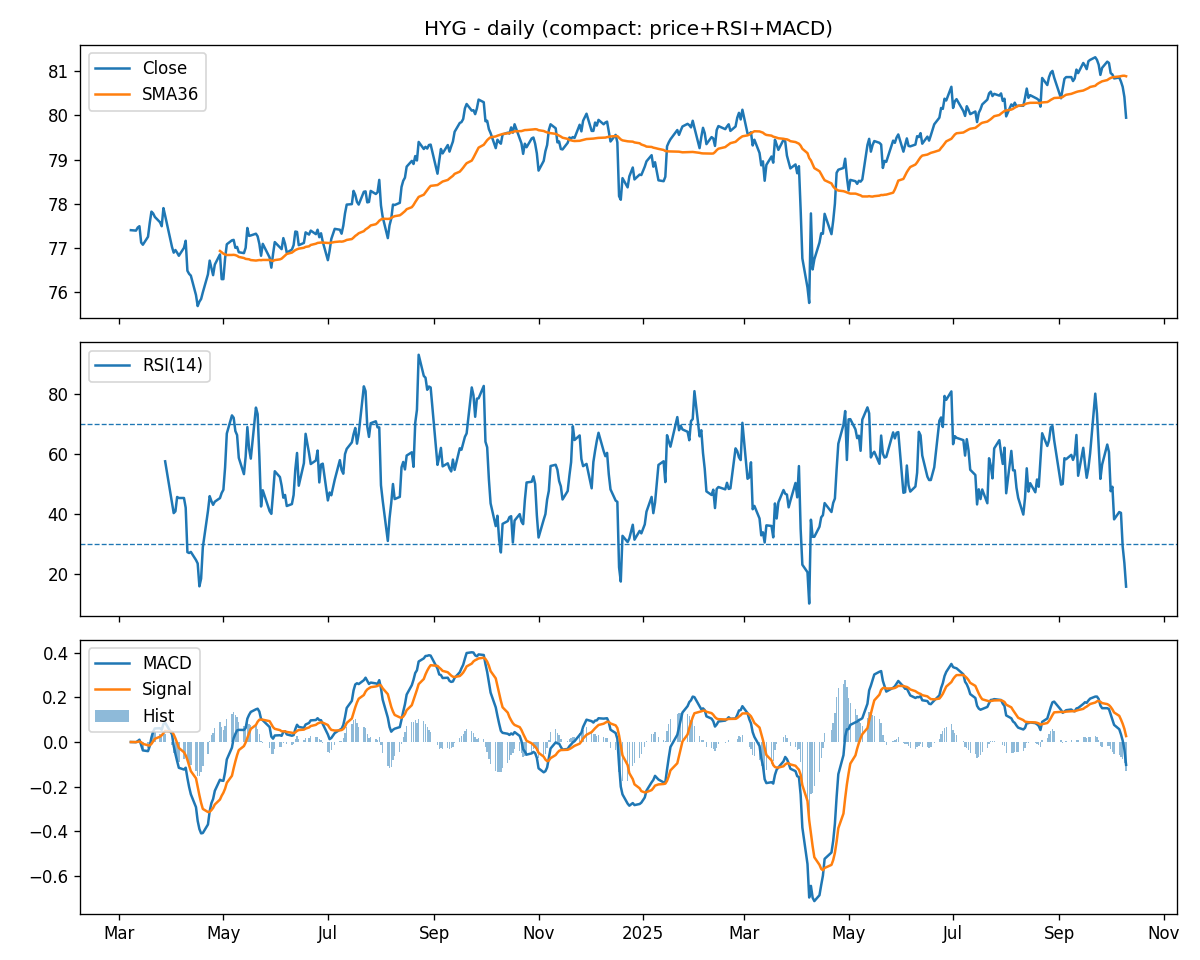 HYG - daily (compact: price+RSI+MACD)
Close
SMA36
81
80
79
78
77
76
RSI(14)
80
60
40
20
MACD
Signal
Hist
0.4
0.2
0.0
−0.2
−0.4
−0.6
Mar May Jul Sep Nov 2025 Mar May Jul Sep Nov